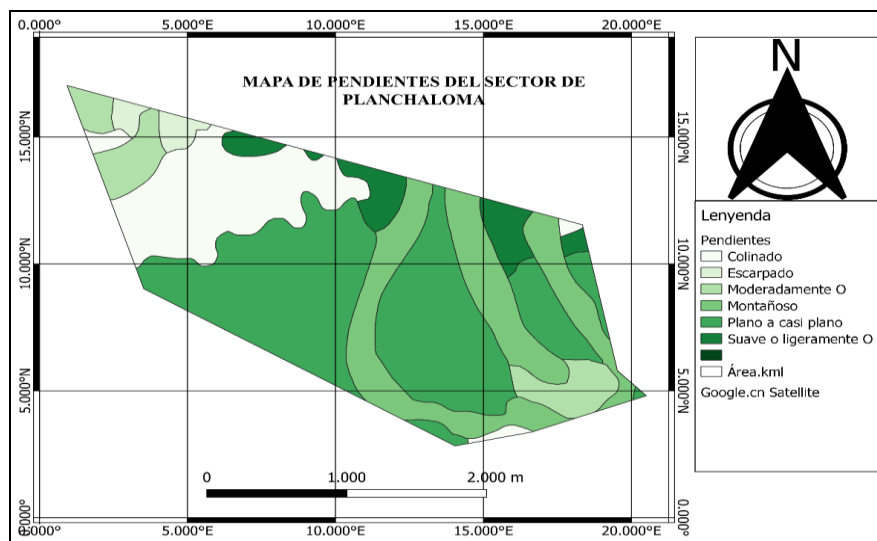 0.000° 5.000°E 10.000°E 15.000°E 20.000°E
MAPA DE PENDIENTES DEL SECTOR DE
PLANCHALOMA
N
15.000°N 15.000°N
10.000°N 10.000°N
5.000°N 5.000°N
0.000°
0 1.000 2.000 m
0.000° 5.000°E 10.000°E 15.000°E 20.000°E
Lenyenda
Pendientes
Colinado
Escarpado
Moderadamente O
Montañoso
Plano a casi plano
Suave o ligeramente O
Área.kml
Google.cn Satellite